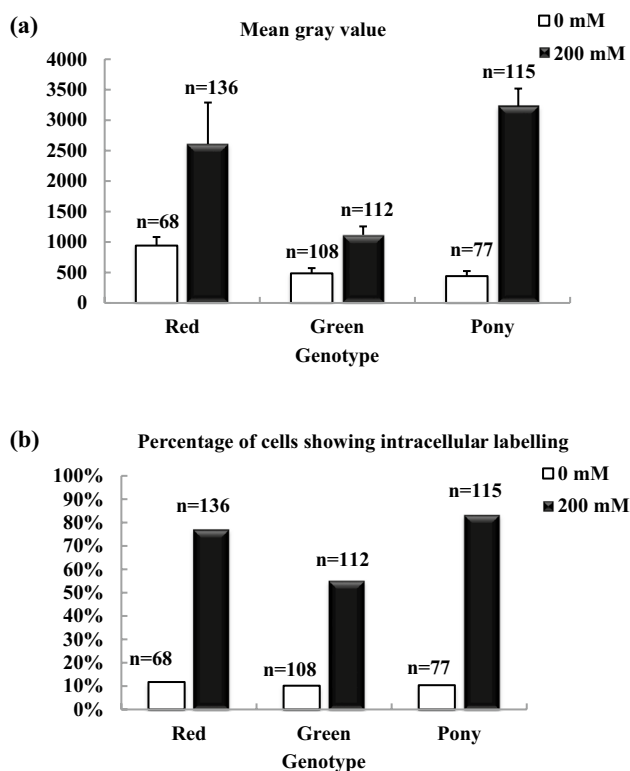 (a)
Mean gray value
0 mM
200 mM
4000
3500
3000
2500
2000
1500
1000
500
0
n=68
n=136
n=108
n=112
n=77
n=115
Red
Green
Pony
Genotype
(b)
Percentage of cells showing intracellular labelling
0 mM
200 mM
100%
90%
80%
70%
60%
50%
40%
30%
20%
10%
0%
n=68
n=136
n=108
n=112
n=77
n=115
Red
Green
Pony
Genotype